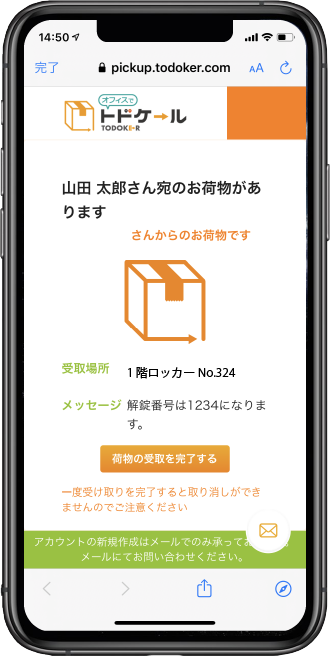 14:50
完了
pickup.todoker.com
AA
オフィスで
トドケール
TODOKER
山田 太郎さん宛のお荷物があ
ります
さんからのお荷物です
受取場所
1階ロッカー No.324
メッセージ
解錠番号は1234になりま
す。
荷物の受取を完了する
一度受け取りを完了すると取り消しができ
ませんのでご注意ください
アカウントの新規作成はメールでのみ承ってお
メールにてお問い合わせください。